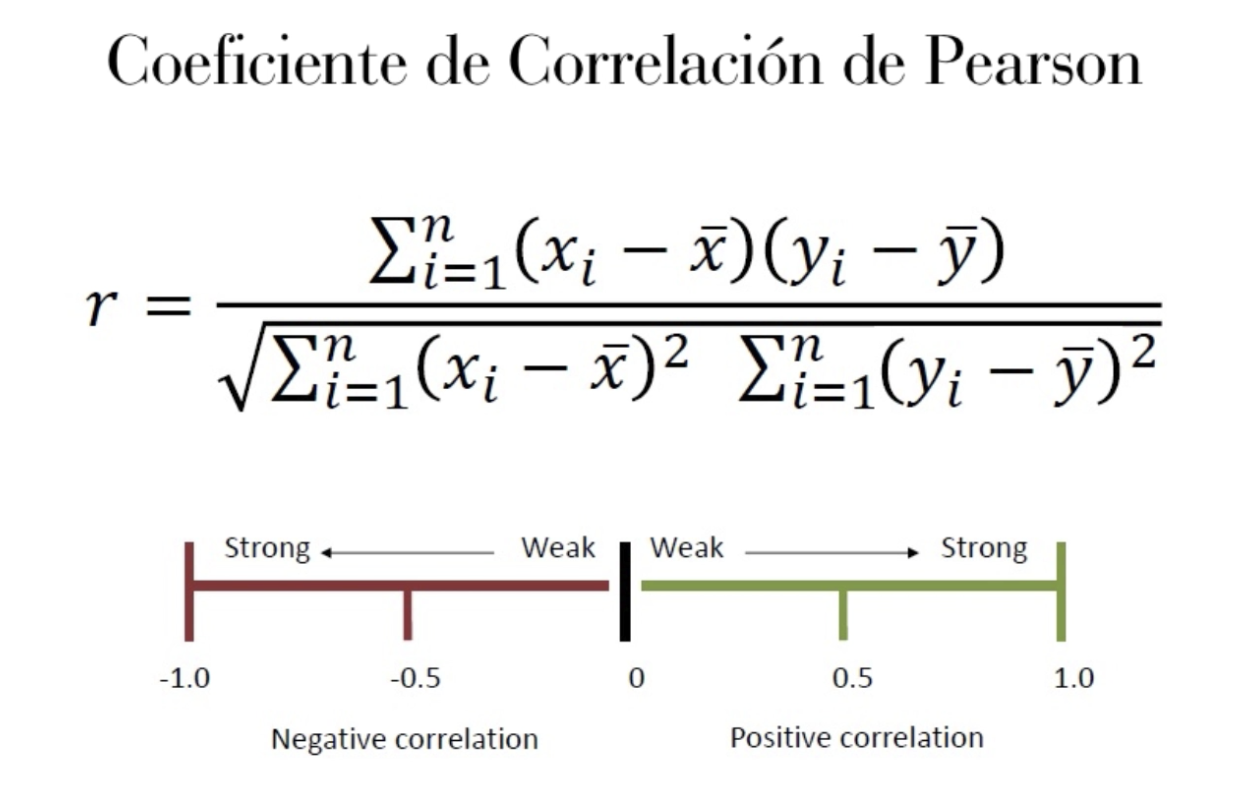 Coeficiente de Correlación de Pearson
r = \frac{\sum_{i=1}^{n}(x_i - \bar{x})(y_i - \bar{y})}{\sqrt{\sum_{i=1}^{n}(x_i - \bar{x})^2 \sum_{i=1}^{n}(y_i - \bar{y})^2}}
Strong Weak Weak Strong
-1.0 -0.5 0 0.5 1.0
Negative correlation Positive correlation